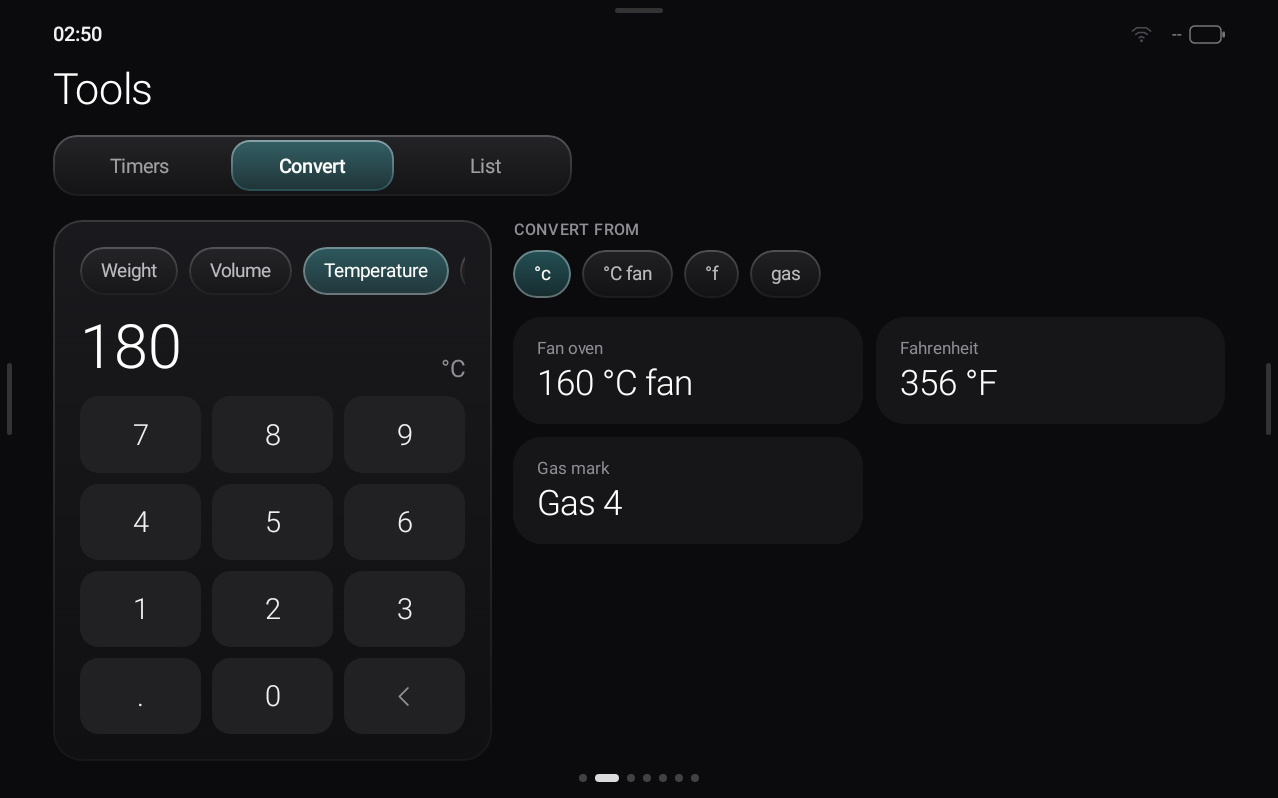 02:50
--
Tools
Timers Convert List
Weight Volume Temperature
180
°C
7 8 9
4 5 6
1 2 3
. 0
CONVERT FROM
°c °C fan °f gas
Fan oven
160 °C fan
Fahrenheit
356 °F
Gas mark
Gas 4